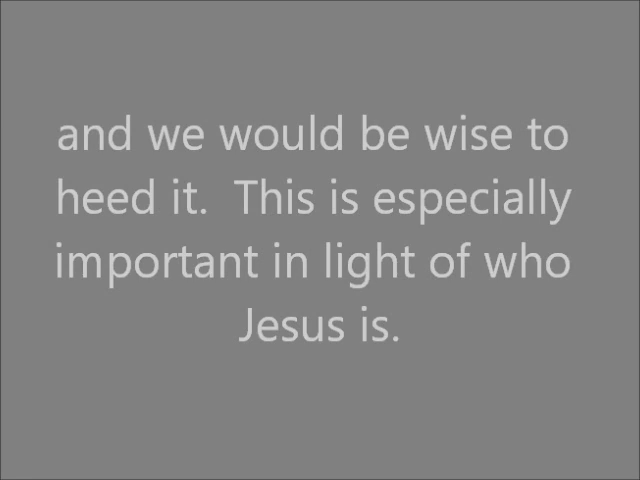 and we would be wise to
heed it.  This is especially
important in light of who
Jesus is.